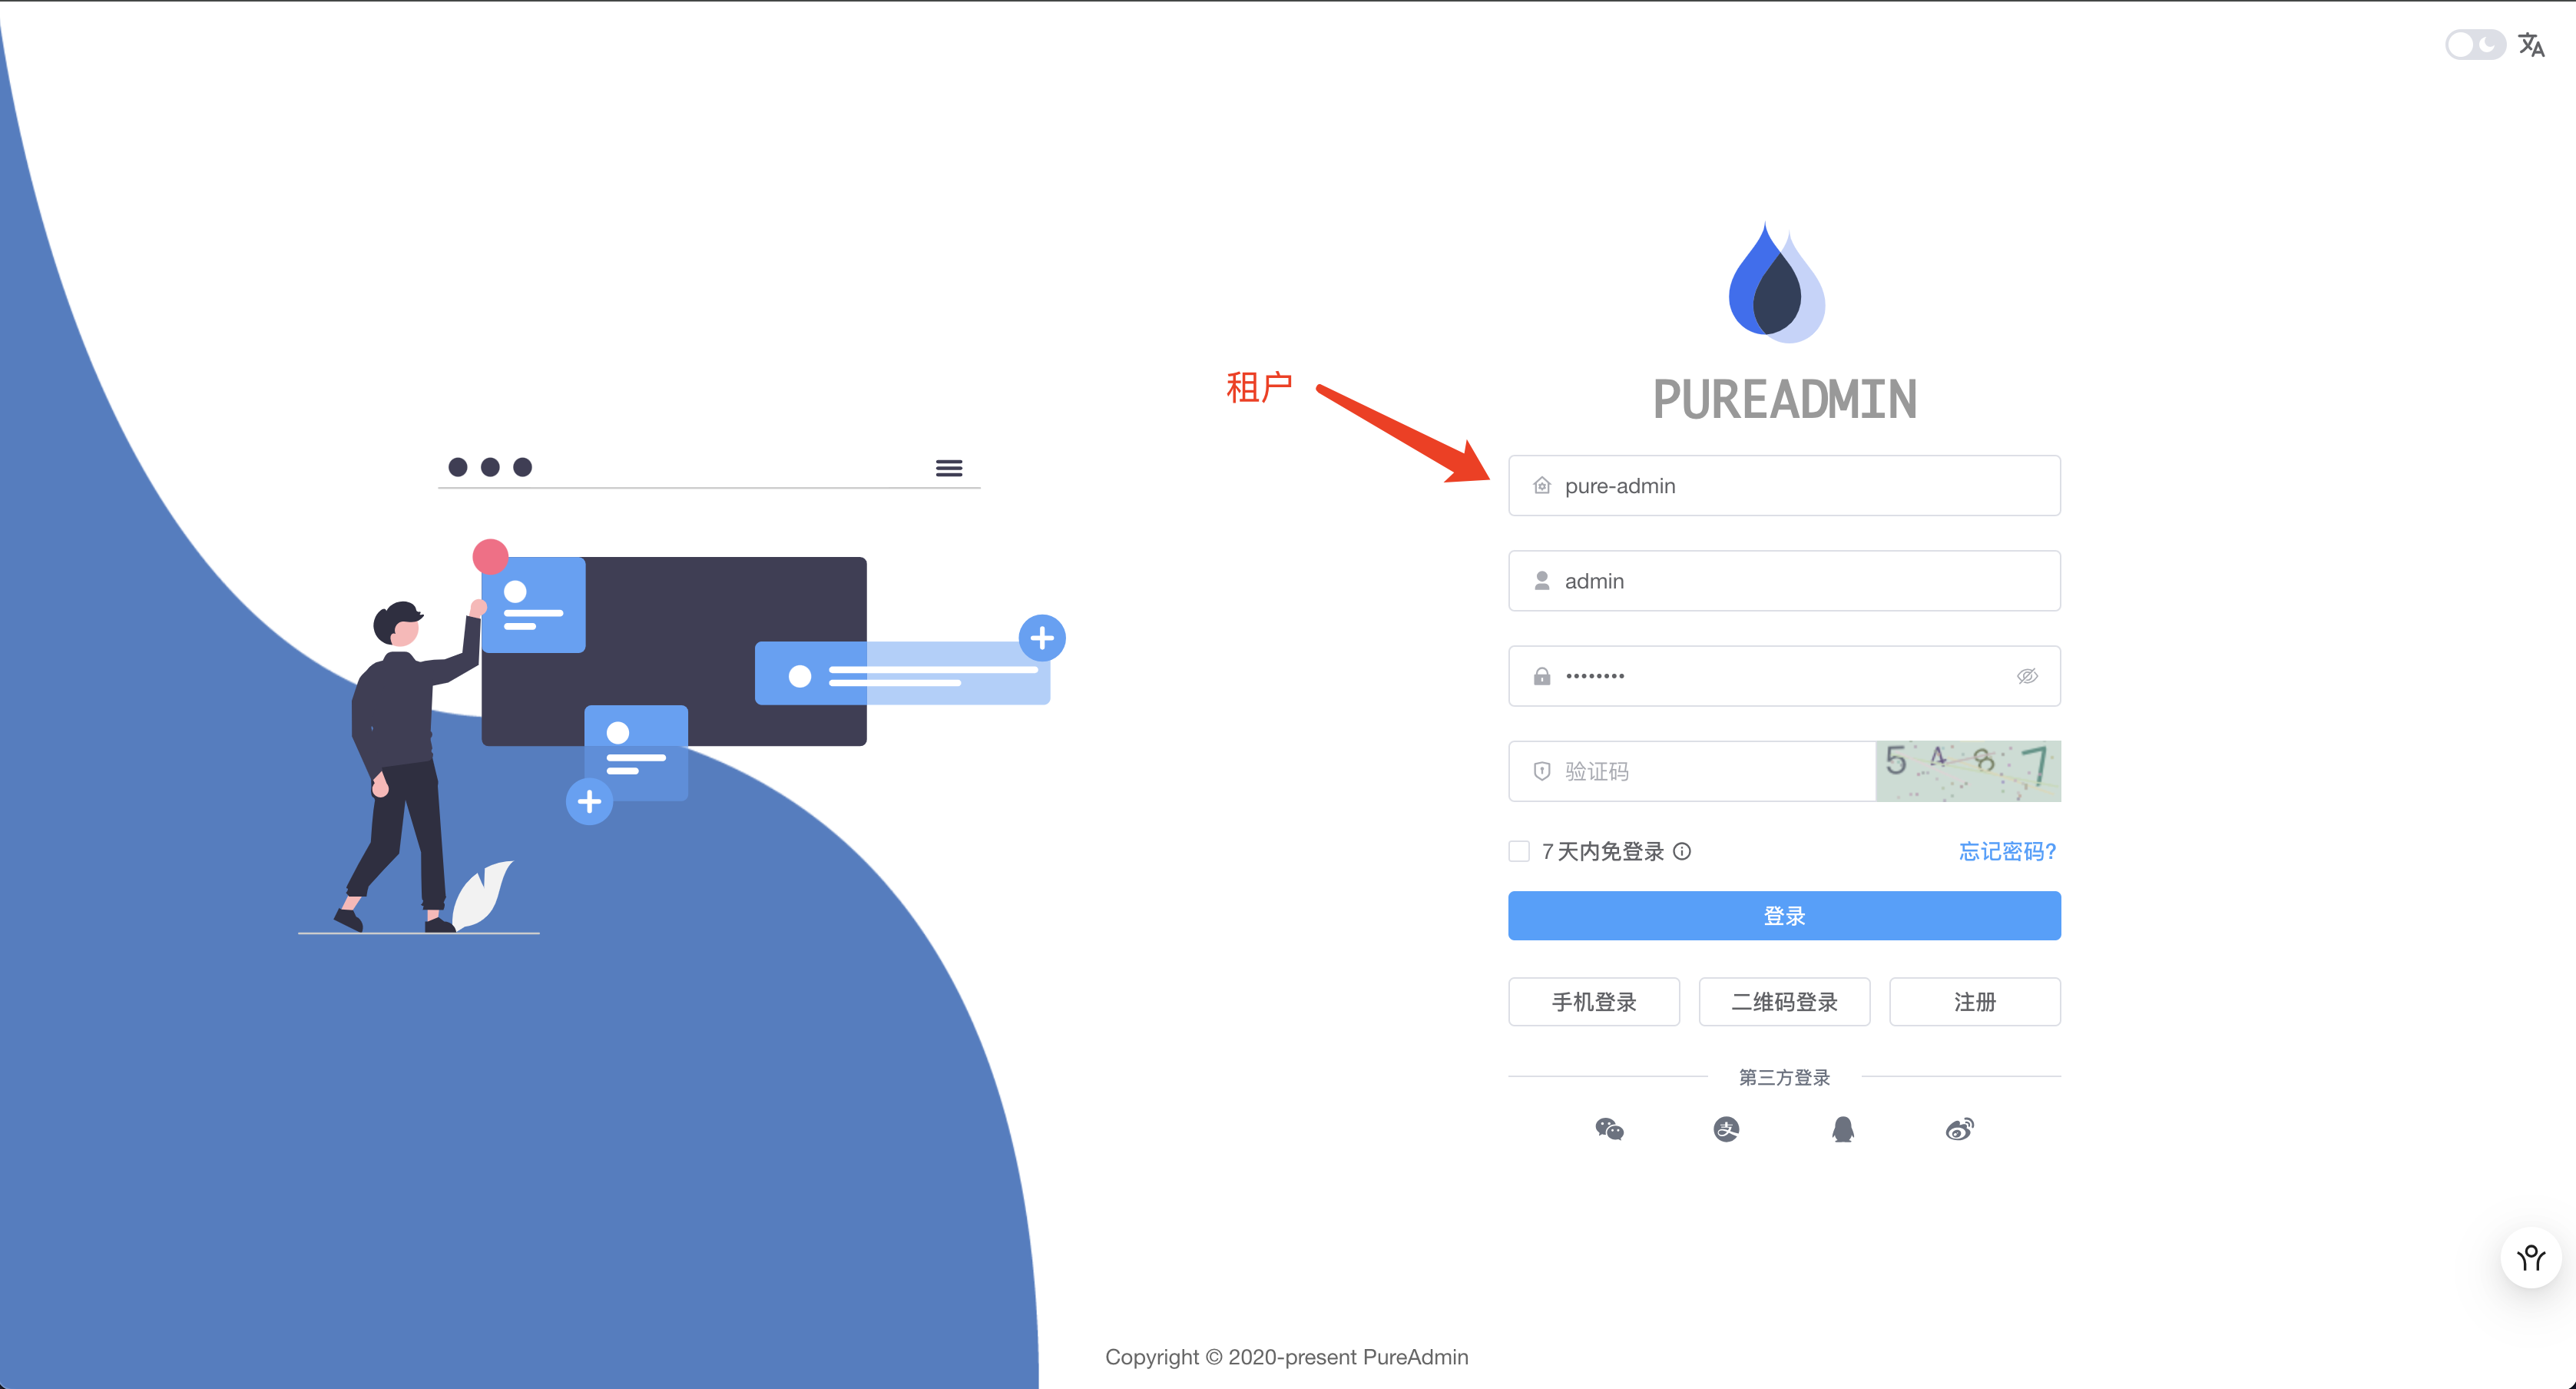 租户
PUREADMIN
pure-admin
admin
••••••••
验证码
5 4 8 7
7 天内免登录
忘记密码?
登录
手机登录
二维码登录
注册
第三方登录
Copyright © 2020-present PureAdmin